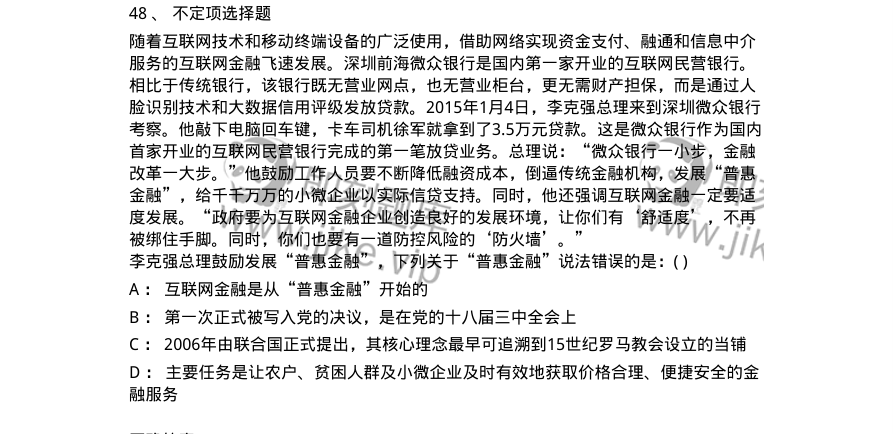 48 、 不定项选择题
随着互联网技术和移动终端设备的广泛使用，借助网络实现资金支付、融通和信息中介
服务的互联网金融飞速发展。深圳前海微众银行是国内第一家开业的互联网民营银行。
相比于传统银行，该银行既无营业网点，也无营业柜台，更无需财产担保，而是通过人
脸识别技术和大数据信用评级发放贷款。2015年1月4日，李克强总理来到深圳微众银行
考察。他敲下电脑回车键，卡车司机徐军就拿到了3.5万元贷款。这是微众银行作为国内
首家开业的互联网民营银行完成的第一笔放贷业务。总理说：“微众银行一小步，金融
改革一大步。”他鼓励工作人员要不断降低融资成本，倒逼传统金融机构，发展“普惠
金融”，给千千万万的小微企业以实际信贷支持。同时，他还强调互联网金融一定要适
度发展。“政府要为互联网金融企业创造良好的发展环境，让你们有‘舒适度’，不再
被绑住手脚。同时，你们也要有一道防控风险的‘防火墙’。”
李克强总理鼓励发展“普惠金融”，下列关于“普惠金融”说法错误的是：( )
A ： 互联网金融是从“普惠金融”开始的
B ： 第一次正式被写入党的决议，是在党的十八届三中全会上
C ： 2006年由联合国正式提出，其核心理念最早可追溯到15世纪罗马教会设立的当铺
D ： 主要任务是让农户、贫困人群及小微企业及时有效地获取价格合理、便捷安全的金
融服务